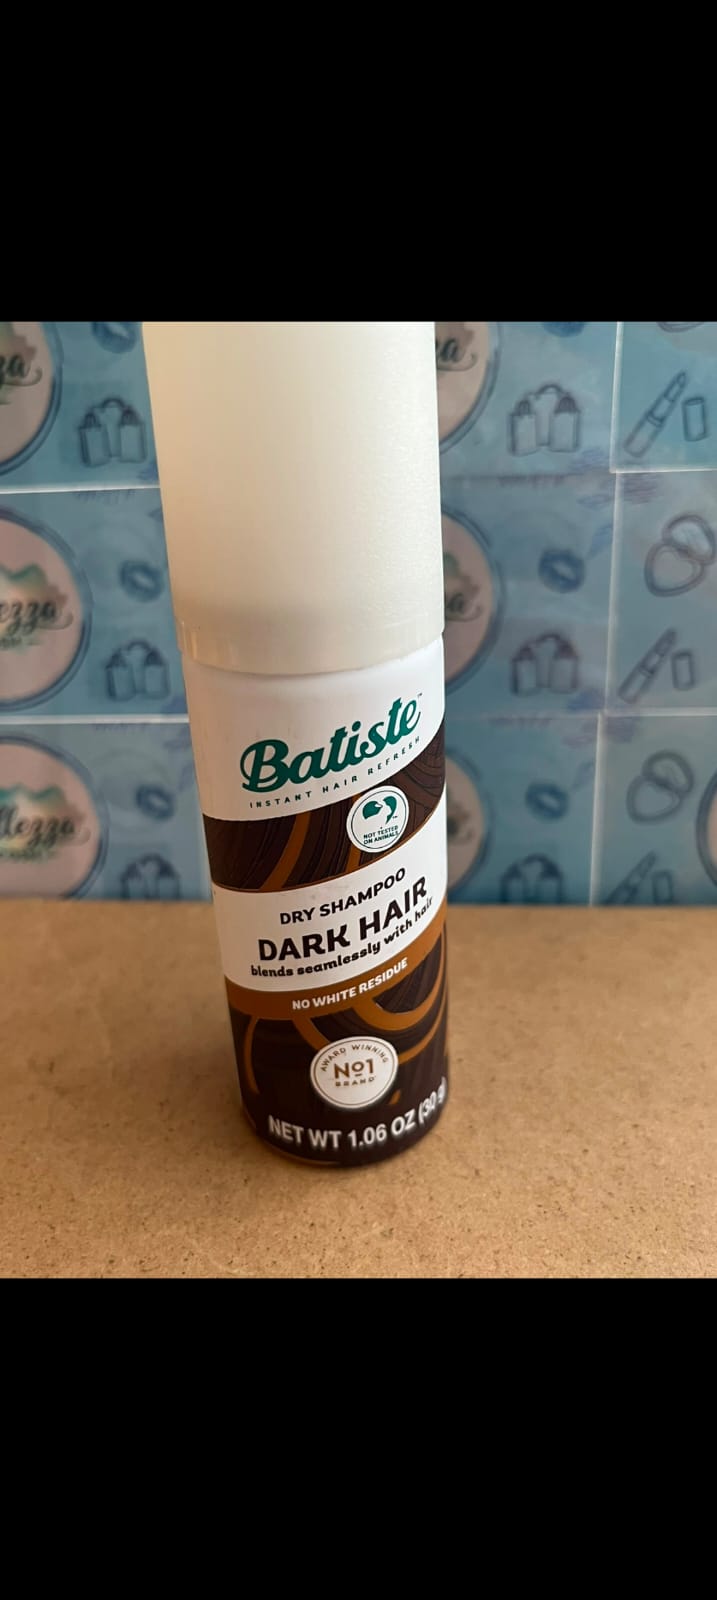 Batiste™
INSTANT HAIR REFRESH
NOT TESTED
ON ANIMALS
DRY SHAMPOO
DARK HAIR
blends seamlessly with hair
NO WHITE RESIDUE
AWARD WINNING
No1
BRAND
NET WT 1.06 OZ (30 g)